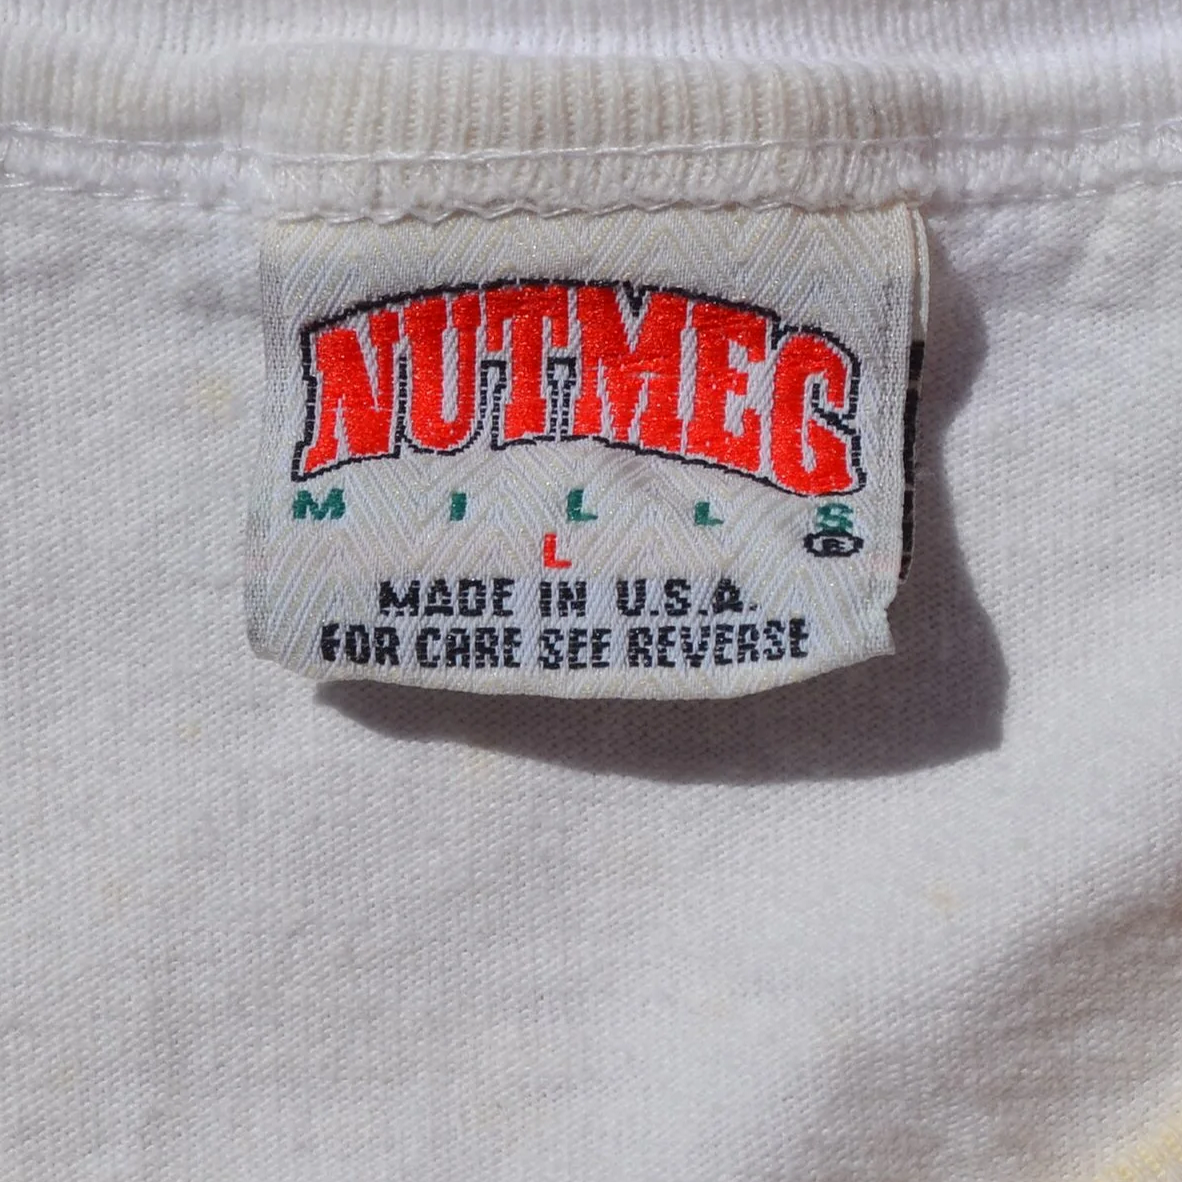 NUTMEG
MILLS
®
L
MADE IN U.S.A.
FOR CARE SEE REVERSE